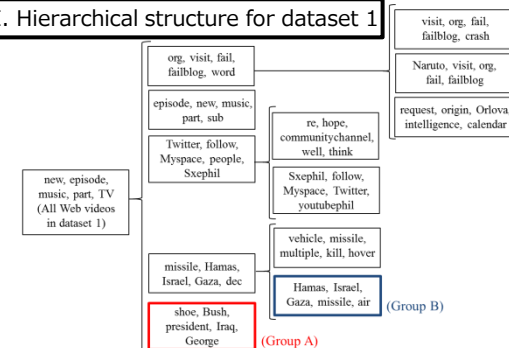 . Hierarchical structure for dataset 1
new, episode,
music, part, TV
(All Web videos
in dataset 1)
org, visit, fail,
failblog, word
episode, new, music,
part, sub
Twitter, follow,
Myspace, people,
Sxephil
missile, Hamas,
Israel, Gaza, dec
shoe, Bush,
president, Iraq,
George
(Group A)
re, hope,
communitychannel,
well, think
Sxephil, follow,
Myspace, Twitter,
youtubephil
vehicle, missile,
multiple, kill, hover
Hamas, Israel,
Gaza, missile, air
(Group B)
visit, org, fail,
failblog, crash
Naruto, visit, org,
fail, failblog
request, origin, Orlova,
intelligence, calendar